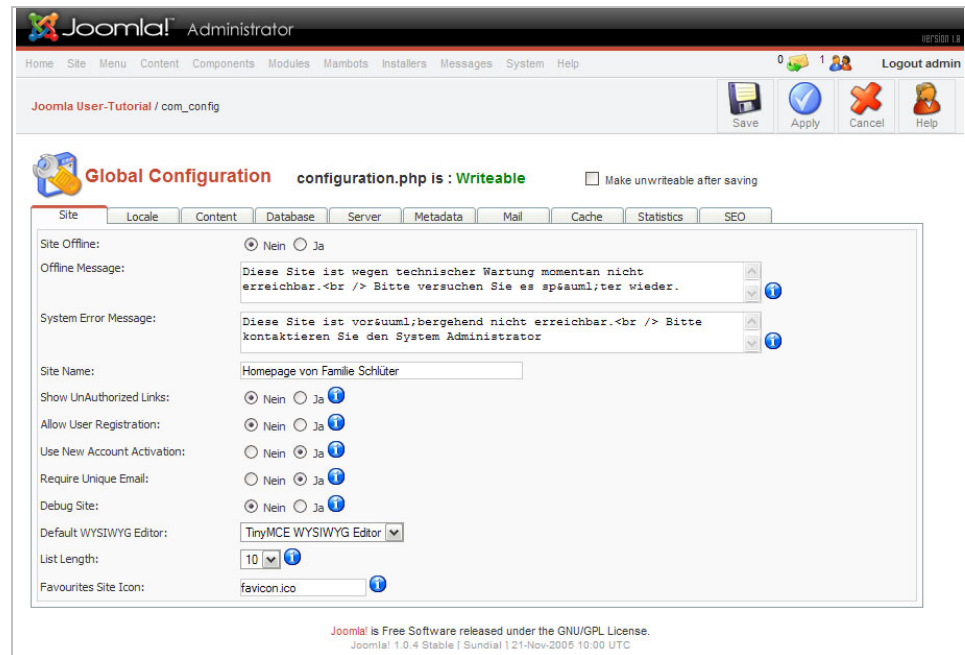 Joomla!™ Administrator
version 1.0
Home Site Menu Content Components Modules Mambots Installers Messages System Help 0 1 Logout admin
Joomla User-Tutorial / com_config
Save Apply Cancel Help
Global Configuration configuration.php is : Writeable Make unwriteable after saving
Site Locale Content Database Server Metadata Mail Cache Statistics SEO
Site Offline: Nein Ja
Offline Message: Diese Site ist wegen technischer Wartung momentan nicht
erreichbar.<br /> Bitte versuchen Sie es sp&auml;ter wieder.
System Error Message: Diese Site ist vor&uuml;bergehend nicht erreichbar.<br /> Bitte
kontaktieren Sie den System Administrator
Site Name: Homepage von Familie Schlüter
Show UnAuthorized Links: Nein Ja
Allow User Registration: Nein Ja
Use New Account Activation: Nein Ja
Require Unique Email: Nein Ja
Debug Site: Nein Ja
Default WYSIWYG Editor: TinyMCE WYSIWYG Editor
List Length: 10
Favourites Site Icon: favicon.ico
Joomla! is Free Software released under the GNU/GPL License.
Joomla! 1.0.4 Stable [ Sundial ] 21-Nov-2005 10:00 UTC